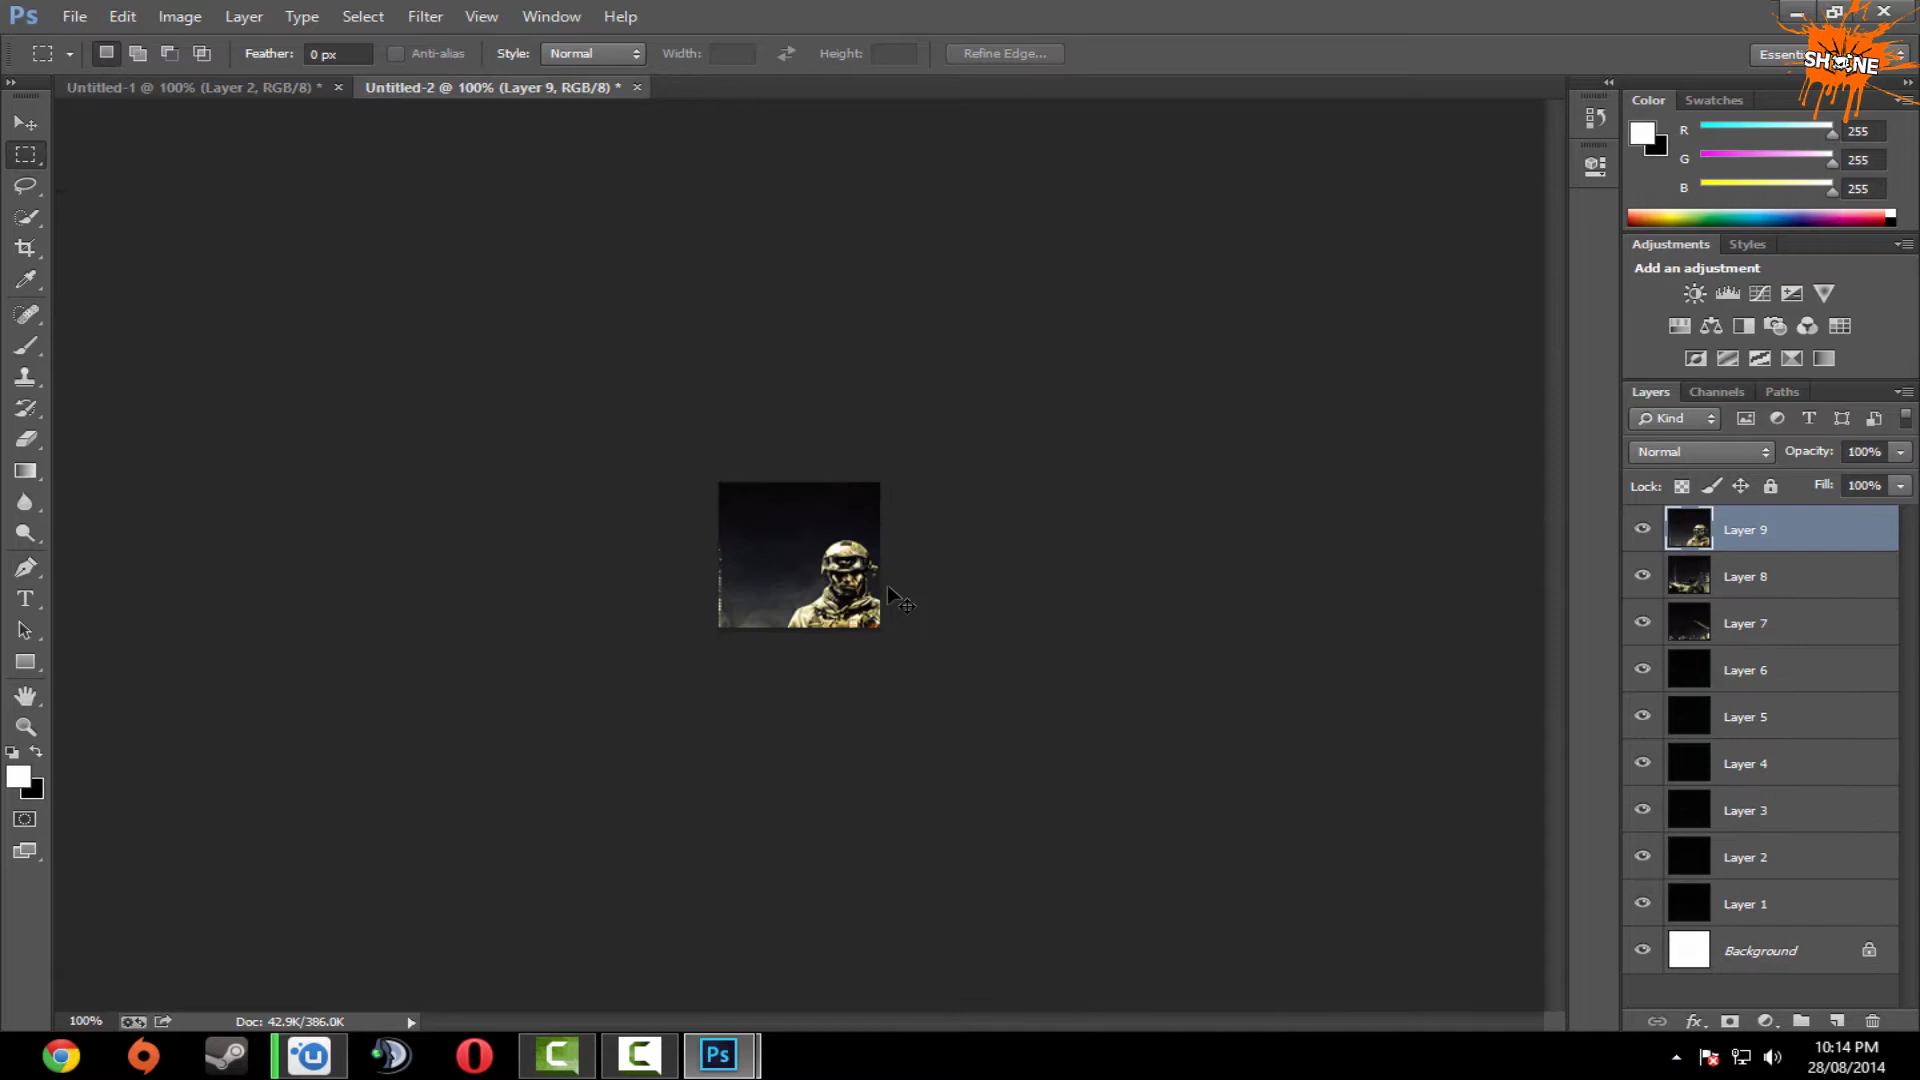 Ps File Edit Image Layer Type Select Filter View Window Help
Feather: 0 px Anti-alias Style: Normal Width: Height: Refine Edge...
SHONE
Untitled-1 @ 100% (Layer 2, RGB/8) * × Untitled-2 @ 100% (Layer 9, RGB/8) * ×
Color Swatches
R 255
G 255
B 255
Adjustments Styles
Add an adjustment
Layers Channels Paths
Kind
Normal Opacity: 100%
Lock: Fill: 100%
Layer 9
Layer 8
Layer 7
Layer 6
Layer 5
Layer 4
Layer 3
Layer 2
Layer 1
Background
100% Doc: 42.9K/386.0K
fx
Ps
10:14 PM
28/08/2014